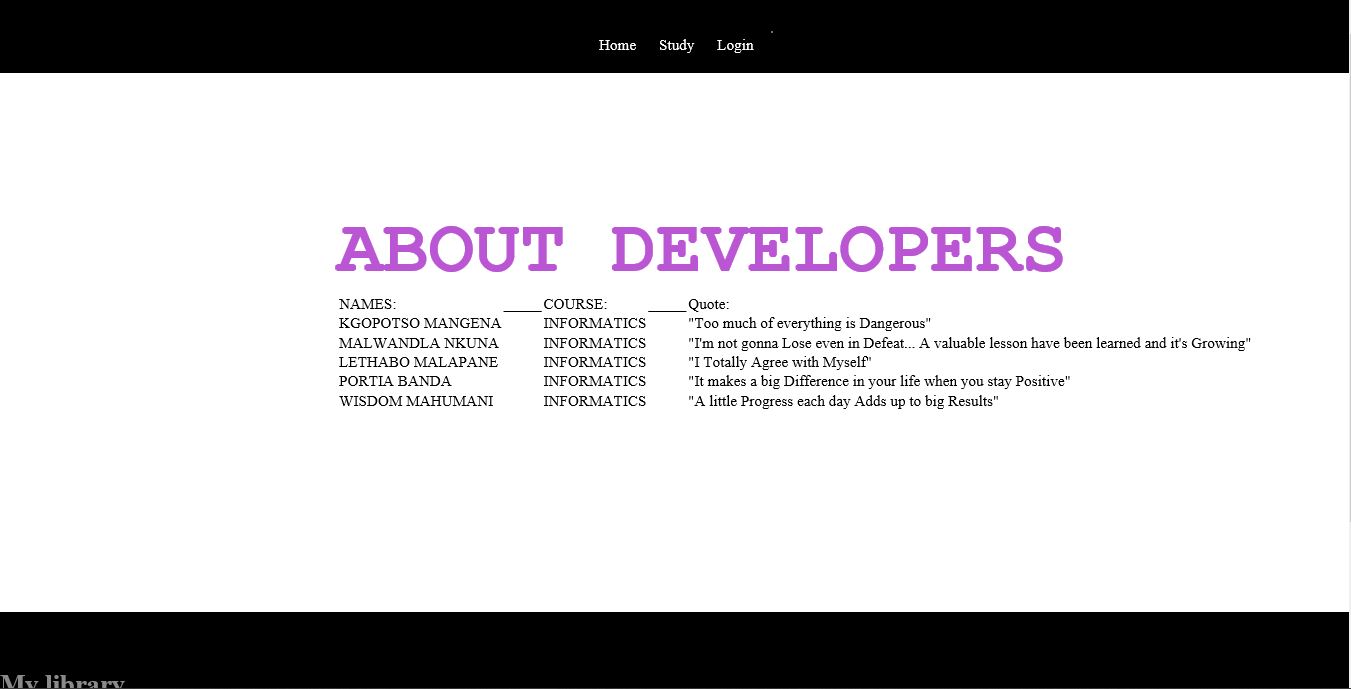 Home Study Login
ABOUT DEVELOPERS
NAMES: _____ COURSE: _____ Quote:
KGOPOTSO MANGENA INFORMATICS "Too much of everything is Dangerous"
MALWANDLA NKUNA INFORMATICS "I'm not gonna Lose even in Defeat... A valuable lesson have been learned and it's Growing"
LETHABO MALAPANE INFORMATICS "I Totally Agree with Myself"
PORTIA BANDA INFORMATICS "It makes a big Difference in your life when you stay Positive"
WISDOM MAHUMANI INFORMATICS "A little Progress each day Adds up to big Results"
My library